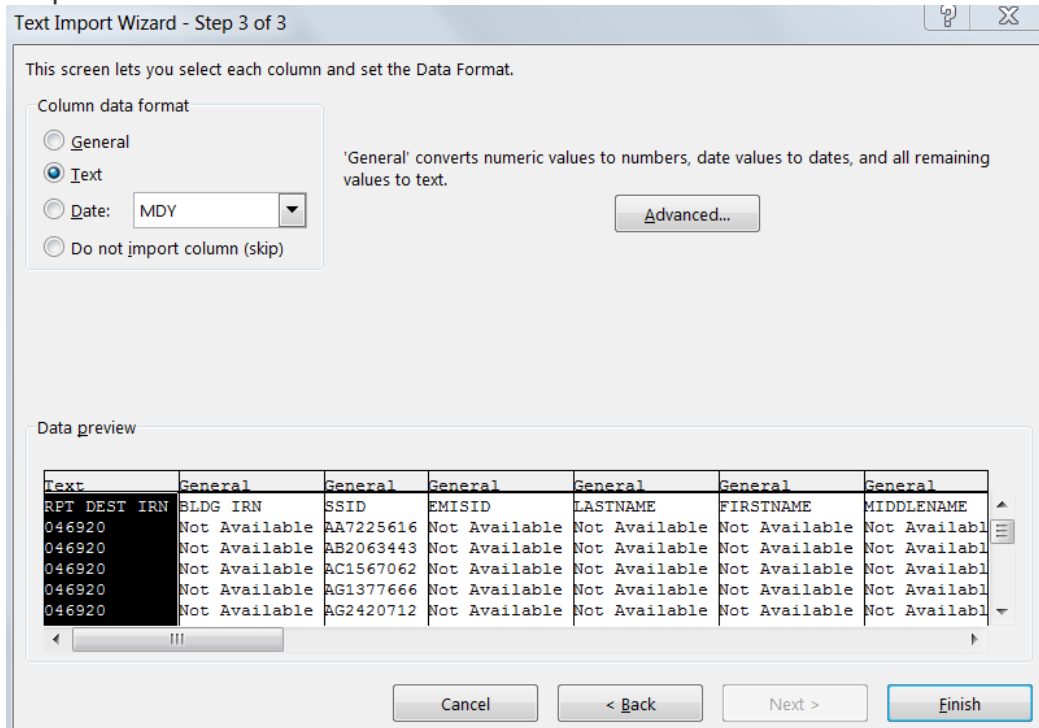 Text Import Wizard - Step 3 of 3
This screen lets you select each column and set the Data Format.
Column data format
General
Text
Date: MDY
Do not import column (skip)
'General' converts numeric values to numbers, date values to dates, and all remaining
values to text.
Advanced...
Data preview
Text General General General General General General
RPT DEST IRN BLDG IRN SSID EMISID LASTNAME FIRSTNAME MIDDLENAME
046920 Not Available AA7225616 Not Available Not Available Not Available Not Availabl
046920 Not Available AB2063443 Not Available Not Available Not Available Not Availabl
046920 Not Available AC1567062 Not Available Not Available Not Available Not Availabl
046920 Not Available AG1377666 Not Available Not Available Not Available Not Availabl
046920 Not Available AG2420712 Not Available Not Available Not Available Not Availabl
Cancel < Back Next > Finish